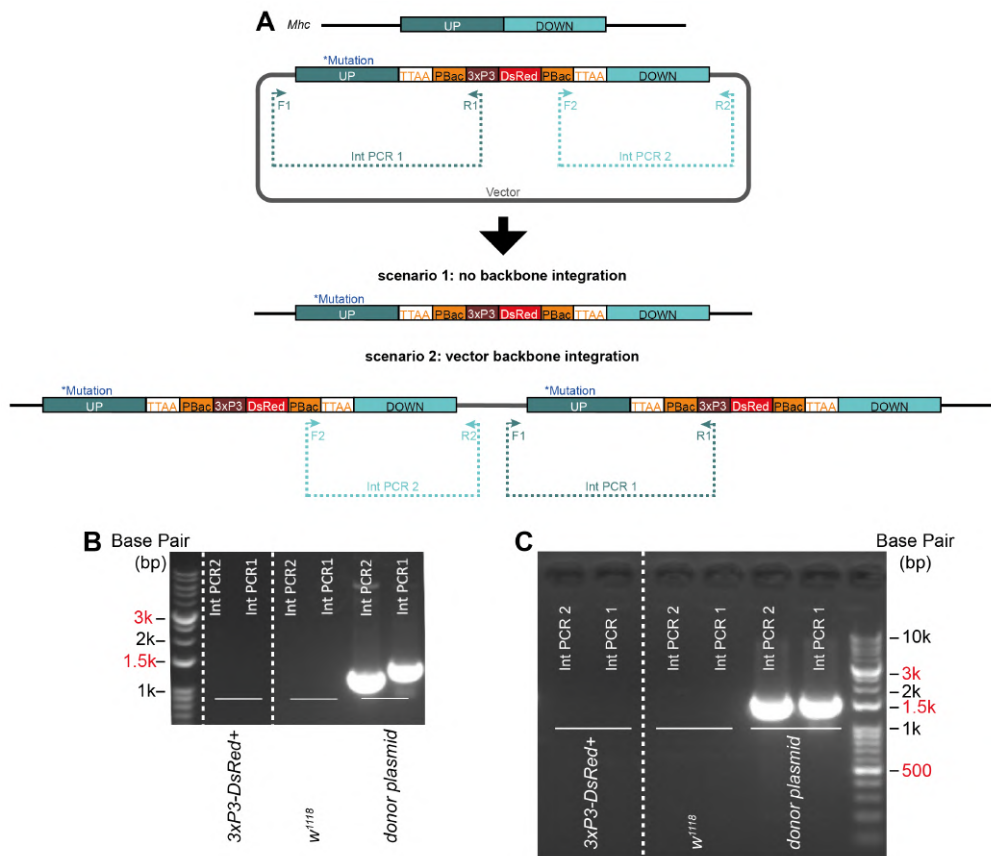 A
Mhc
UP DOWN
*Mutation
UP TTAA PBac 3xP3 DsRed PBac TTAA DOWN
F1 R1 F2 R2
Int PCR 1 Int PCR 2
Vector
scenario 1: no backbone integration
*Mutation
UP TTAA PBac 3xP3 DsRed PBac TTAA DOWN
scenario 2: vector backbone integration
*Mutation *Mutation
UP TTAA PBac 3xP3 DsRed PBac TTAA DOWN UP TTAA PBac 3xP3 DsRed PBac TTAA DOWN
F2 R2 F1 R1
Int PCR 2 Int PCR 1
B
Base Pair
(bp)
3k
2k
1.5k
1k
Int PCR2
Int PCR1
Int PCR2
Int PCR1
Int PCR2
Int PCR1
3xP3-DsRed+
w1118
donor plasmid
C
Base Pair
(bp)
Int PCR 2
Int PCR 1
Int PCR 2
Int PCR 1
Int PCR 2
Int PCR 1
10k
3k
2k
1.5k
1k
500
3xP3-DsRed+
w1118
donor plasmid